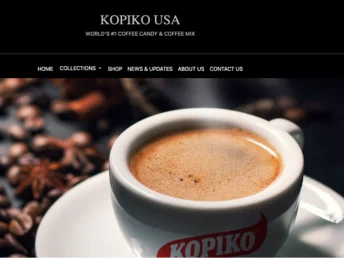 KOPIKO USA
WORLD'S #1 COFFEE CANDY & COFFEE MIX
HOME COLLECTIONS SHOP NEWS & UPDATES ABOUT US CONTACT US
KOPIKO